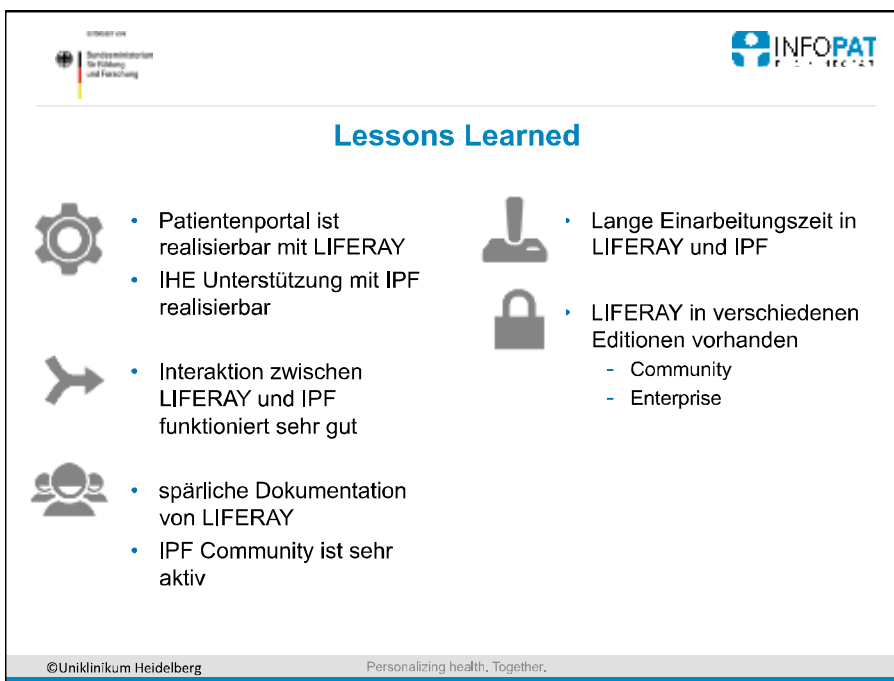 Bundesministerium
für Bildung
und Forschung
INFOPAT
Lessons Learned
• Patientenportal ist
realisierbar mit LIFERAY
• IHE Unterstützung mit IPF
realisierbar
• Interaktion zwischen
LIFERAY und IPF
funktioniert sehr gut
• spärliche Dokumentation
von LIFERAY
• IPF Community ist sehr
aktiv
• Lange Einarbeitungszeit in
LIFERAY und IPF
• LIFERAY in verschiedenen
Editionen vorhanden
- Community
- Enterprise
©Uniklinikum Heidelberg
Personalizing health. Together.